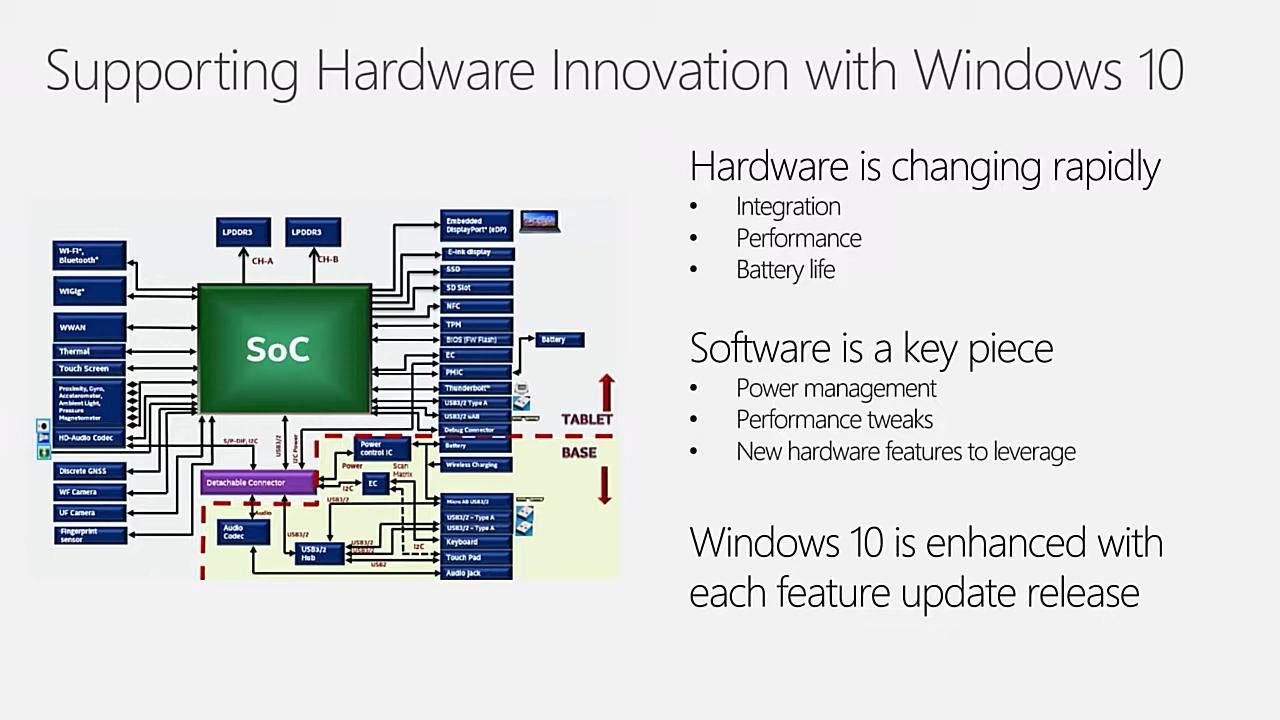 Supporting Hardware Innovation with Windows 10
Hardware is changing rapidly
• Integration
• Performance
• Battery life
Software is a key piece
• Power management
• Performance tweaks
• New hardware features to leverage
Windows 10 is enhanced with
each feature update release
LPDDR3
LPDDR3
CH-A
CH-B
Wi-Fi*,
Bluetooth*
WiGig*
WWAN
Thermal
Touch Screen
Proximity, Gyro,
Accelerometer,
Ambient Light,
Pressure
Magnetometer
HD-Audio Codec
Discrete GNSS
WF Camera
UF Camera
Fingerprint
sensor
SoC
Embedded
DisplayPort* (eDP)
E-ink display
SSD
SD Slot
NFC
TPM
BIOS (FW Flash)
EC
PMIC
Thunderbolt™
USB3/2 Type A
USB3/2 uAB
Debug Connector
Battery
TABLET
BASE
S/P-DIF, I2C
USB3/2
I2C Power
Detachable Connector
Power
control IC
Power
I2C
EC
Scan
Matrix
Battery
Wireless Charging
USB3/2
Audio
Audio
Codec
USB3/2
USB3/2
Hub
USB3/2
USB3/2
USB2
I2C
Micro AB USB3/2
USB3/2 – Type A
USB3/2 – Type A
Keyboard
Touch Pad
Audio Jack